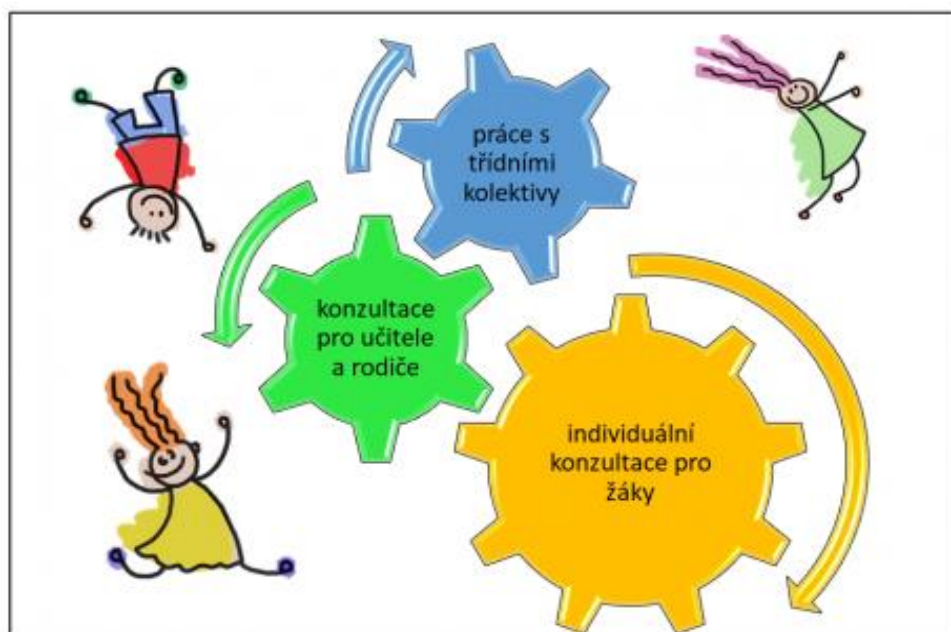 práce s
třídními
kolektivy
konzultace
pro učitele
a rodiče
individuální
konzultace pro
žáky